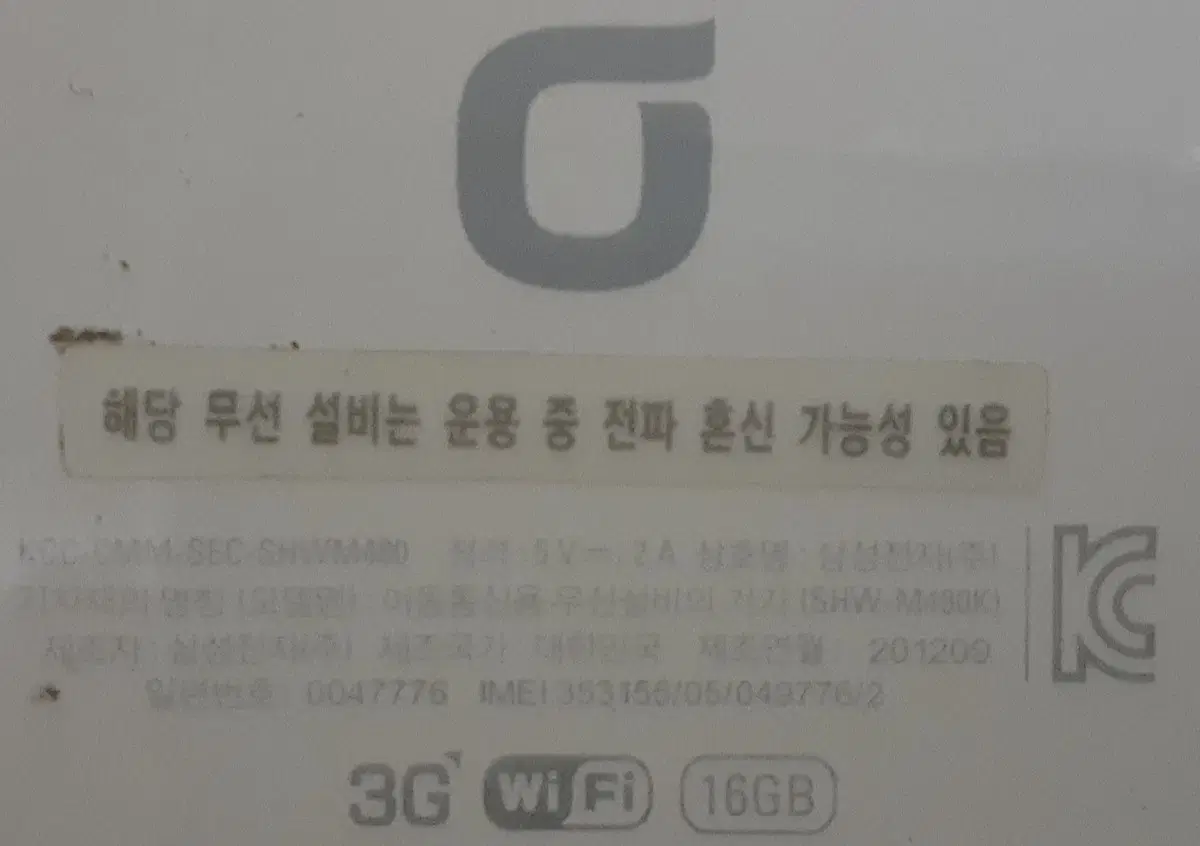 해당 무선 설비는 운용 중 전파 혼신 가능성 있음
KCC-CMM-SEC-SHWM480 정격 5V 2A 상호명 : 삼성전자(주)
기자재의 명칭 (모델명) 이동통신용 무선설비의 기기 (SHW-M480K)
제조자 : 삼성전자(주) 제조국가 대한민국 제조연월 201209
일련번호 0047776 IMEI 353156/05/049776/2
3G WiFi 16GB